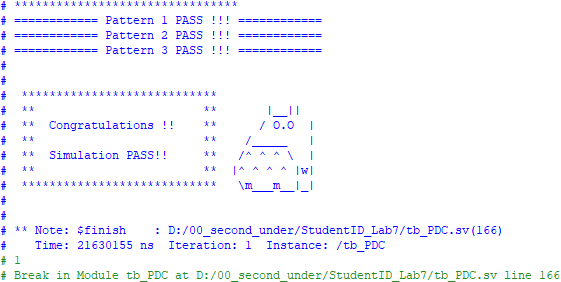 # ********************************
# ============ Pattern 1 PASS !!! ============
# ============ Pattern 2 PASS !!! ============
# ============ Pattern 3 PASS !!! ============
#
#
#  ****************************
#  **                        **       |__||
#  **  Congratulations !!    **      / O.O  |
#  **                        **    /_____   |
#  **  Simulation PASS!!     **   /^ ^ ^ \  |
#  **                        **  |^ ^ ^ ^ |w|
#  ****************************   \m___m__|_|
#
#
# ** Note: $finish    : D:/00_second_under/StudentID_Lab7/tb_PDC.sv(166)
#    Time: 21630155 ns  Iteration: 1  Instance: /tb_PDC
# 1
# Break in Module tb_PDC at D:/00_second_under/StudentID_Lab7/tb_PDC.sv line 166